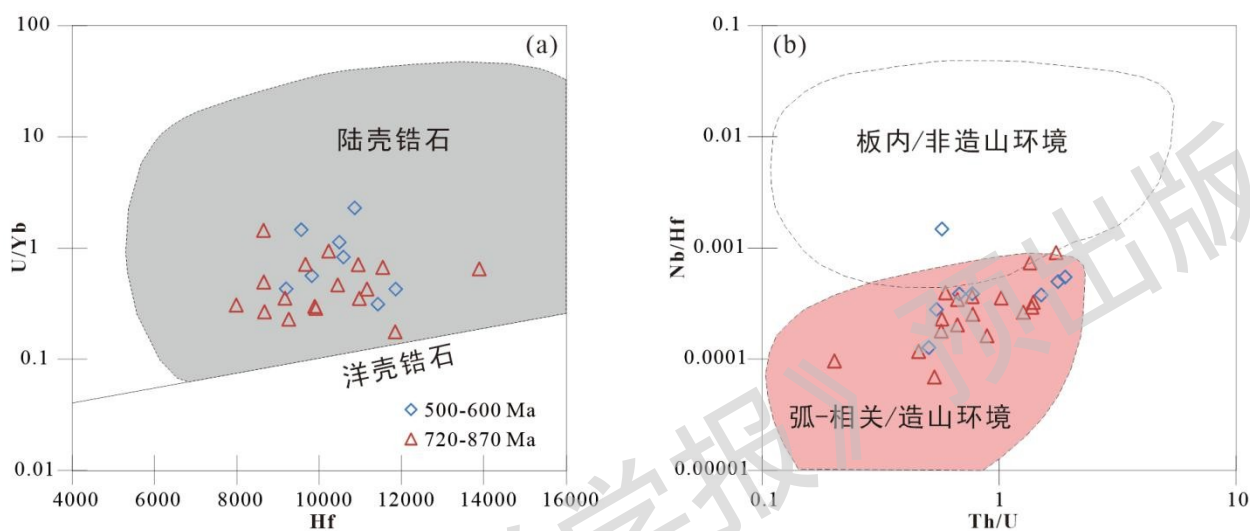 (a)
100
10
1
0.1
0.01
U/Yb
陆壳锆石
洋壳锆石
500-600 Ma
720-870 Ma
4000 6000 8000 10000 12000 14000 16000
Hf
(b)
0.1
0.01
0.001
0.0001
0.00001
Nb/Hf
板内/非造山环境
弧-相关/造山环境
0.1 1 10
Th/U
学报》预出版